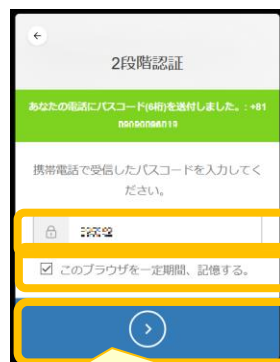 2段階認証
あなたの電話にパスコード(6桁)を送付しました。: +81
携帯電話で受信したパスコードを入力してく
ださい。
このブラウザを一定期間、記憶する。